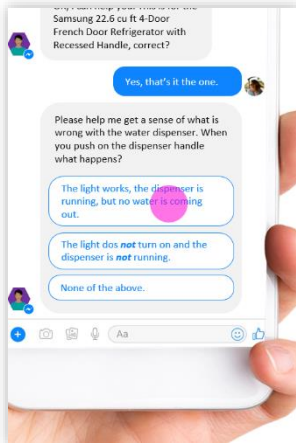 Samsung 22.6 cu ft 4-Door
French Door Refrigerator with
Recessed Handle, correct?
Yes, that's it the one.
Please help me get a sense of what is
wrong with the water dispenser. When
you push on the dispenser handle
what happens?
The light works, the dispenser is
running, but no water is coming
out.
The light dos not turn on and the
dispenser is not running.
None of the above.
Aa